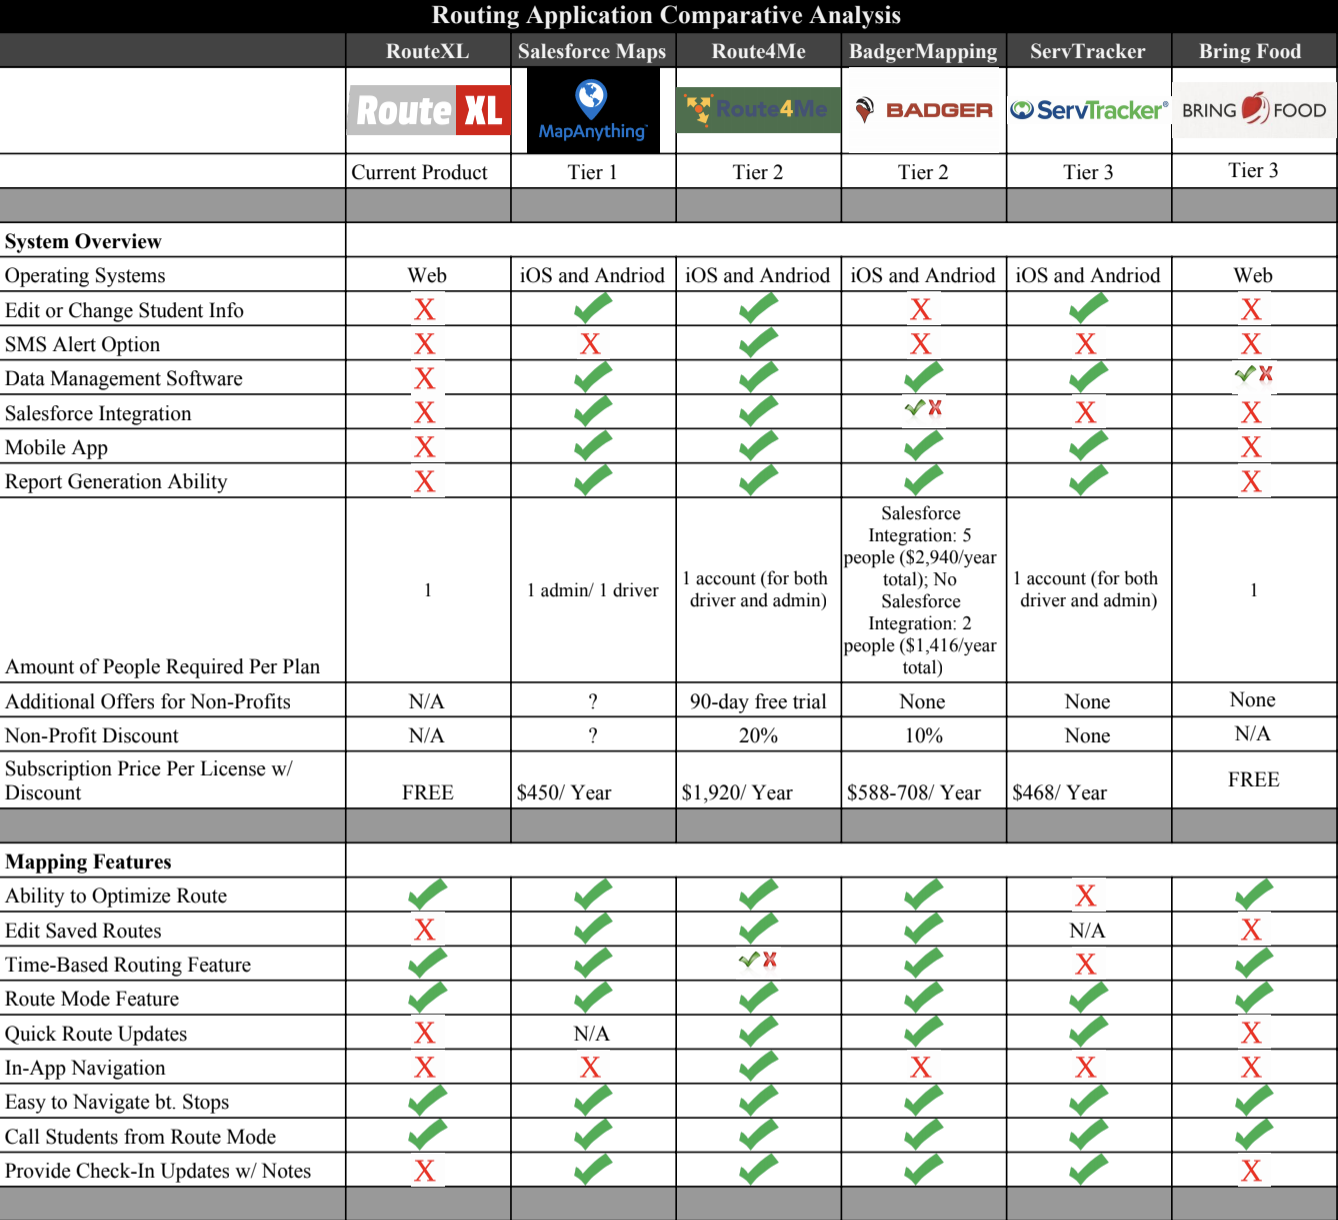 Routing Application Comparative Analysis
RouteXL Salesforce Maps Route4Me BadgerMapping ServTracker Bring Food
Route XL MapAnything™ Route4Me BADGER ServTracker® BRING FOOD
Current Product Tier 1 Tier 2 Tier 2 Tier 3 Tier 3
System Overview
Operating Systems Web iOS and Andriod iOS and Andriod iOS and Andriod iOS and Andriod Web
Edit or Change Student Info X ✓ ✓ X ✓ X
SMS Alert Option X X ✓ X X X
Data Management Software X ✓ ✓ ✓ ✓ ✓X
Salesforce Integration X ✓ ✓ ✓X X X
Mobile App X ✓ ✓ ✓ ✓ X
Report Generation Ability X ✓ ✓ ✓ ✓ X
Amount of People Required Per Plan
1
1 admin/ 1 driver
1 account (for both
driver and admin)
Salesforce
Integration: 5
people ($2,940/year
total); No
Salesforce
Integration: 2
people ($1,416/year
total)
1 account (for both
driver and admin)
1
Additional Offers for Non-Profits N/A ? 90-day free trial None None None
Non-Profit Discount N/A ? 20% 10% None N/A
Subscription Price Per License w/
Discount FREE $450/ Year $1,920/ Year $588-708/ Year $468/ Year FREE
Mapping Features
Ability to Optimize Route ✓ ✓ ✓ ✓ X ✓
Edit Saved Routes X ✓ ✓ ✓ N/A X
Time-Based Routing Feature ✓ ✓ ✓X ✓ X ✓
Route Mode Feature ✓ ✓ ✓ ✓ ✓ ✓
Quick Route Updates X N/A ✓ ✓ ✓ X
In-App Navigation X X ✓ X X X
Easy to Navigate bt. Stops ✓ ✓ ✓ ✓ ✓ ✓
Call Students from Route Mode ✓ ✓ ✓ ✓ ✓ ✓
Provide Check-In Updates w/ Notes X ✓ ✓ ✓ ✓ X